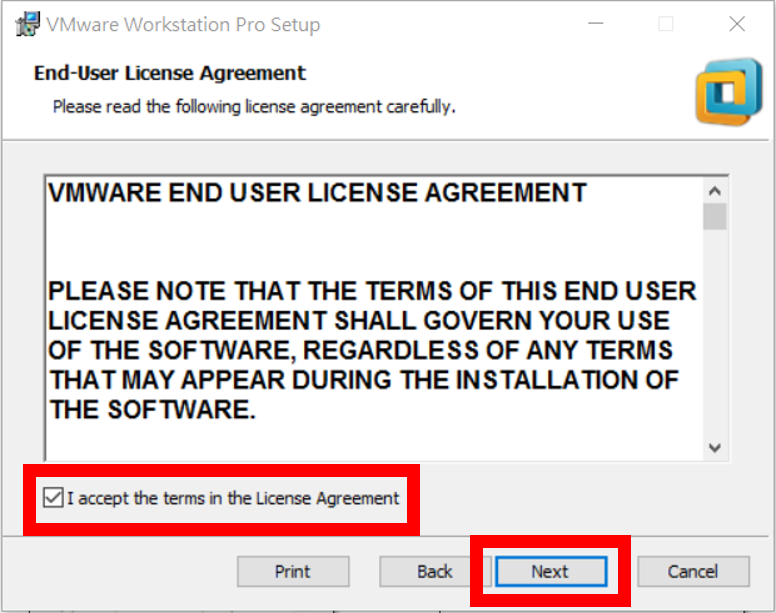 VMware Workstation Pro Setup
End-User License Agreement
Please read the following license agreement carefully.
VMWARE END USER LICENSE AGREEMENT
PLEASE NOTE THAT THE TERMS OF THIS END USER
LICENSE AGREEMENT SHALL GOVERN YOUR USE
OF THE SOFTWARE, REGARDLESS OF ANY TERMS
THAT MAY APPEAR DURING THE INSTALLATION OF
THE SOFTWARE.
I accept the terms in the License Agreement
Print Back Next Cancel